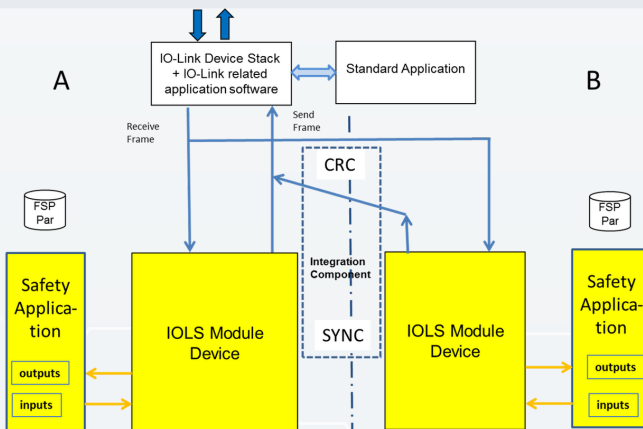 A
IO-Link Device Stack
+ IO-Link related
application software
Standard Application
B
Receive
Frame
Send
Frame
CRC
FSP
Par
FSP
Par
Safety
Applica-
tion
outputs
inputs
IOLS Module
Device
Integration
Component
SYNC
IOLS Module
Device
Safety
Applica-
tion
outputs
inputs